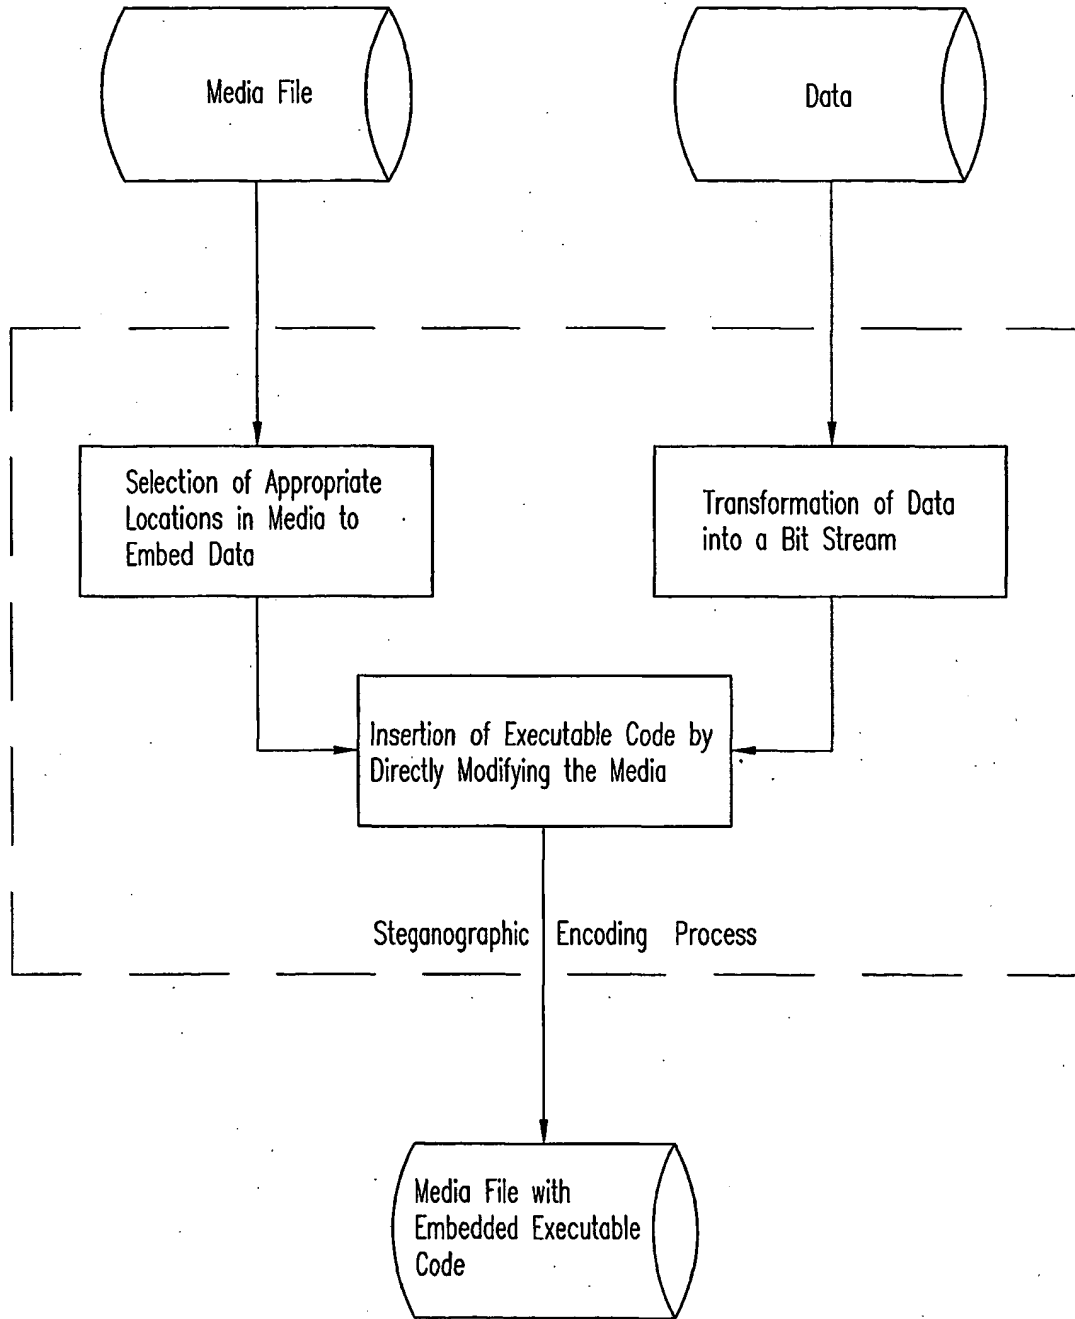 Media File
Data
Selection of Appropriate
Locations in Media to
Embed Data
Transformation of Data
into a Bit Stream
Insertion of Executable Code by
Directly Modifying the Media
Steganographic Encoding Process
Media File with
Embedded Executable
Code